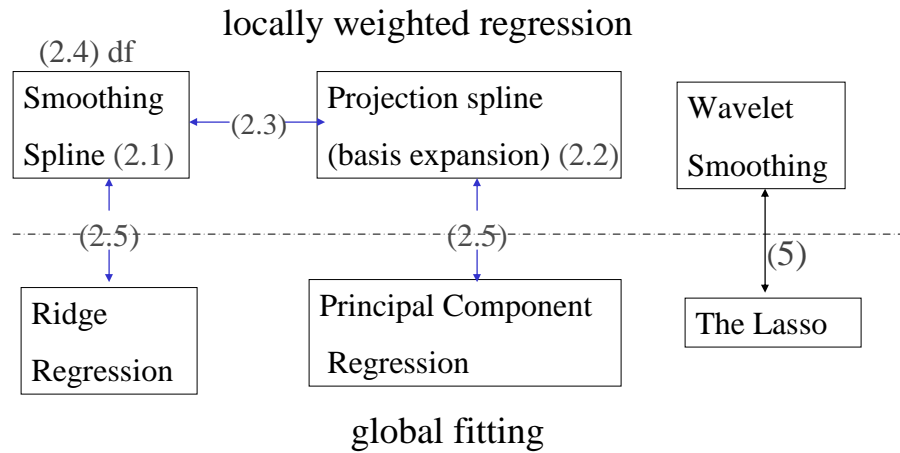 locally weighted regression
(2.4) df
Smoothing
Spline (2.1)
(2.3)
Projection spline
(basis expansion) (2.2)
Wavelet
Smoothing
(2.5)
(2.5)
(5)
Ridge
Regression
Principal Component
Regression
The Lasso
global fitting